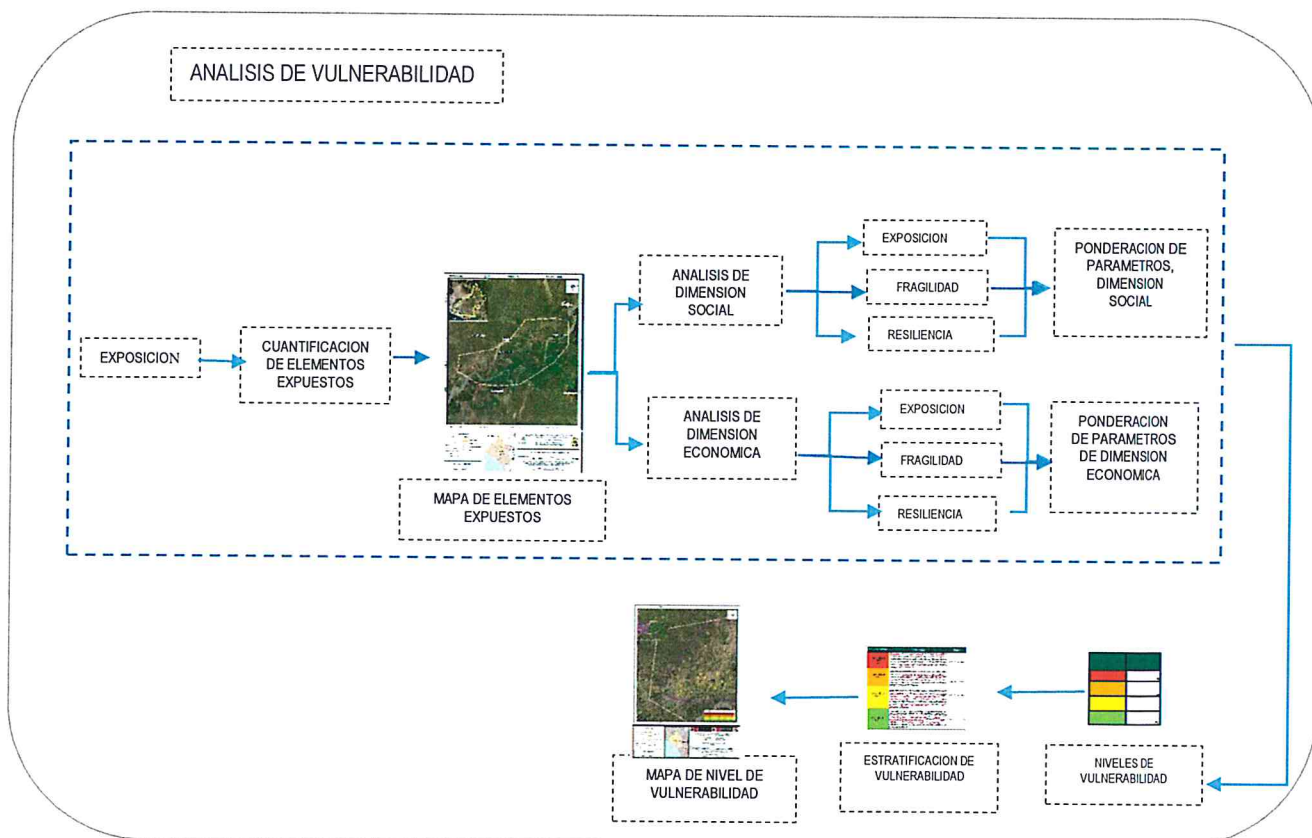 ANALISIS DE VULNERABILIDAD
EXPOSICION
CUANTIFICACION
DE ELEMENTOS
EXPUESTOS
MAPA DE ELEMENTOS
EXPUESTOS
ANALISIS DE
DIMENSION
SOCIAL
EXPOSICION
FRAGILIDAD
RESILIENCIA
PONDERACION DE
PARAMETROS,
DIMENSION
SOCIAL
ANALISIS DE
DIMENSION
ECONOMICA
EXPOSICION
FRAGILIDAD
RESILIENCIA
PONDERACION
DE PARAMETROS
DE DIMENSION
ECONOMICA
NIVELES DE
VULNERABILIDAD
ESTRATIFICACION DE
VULNERABILIDAD
MAPA DE NIVEL DE
VULNERABILIDAD